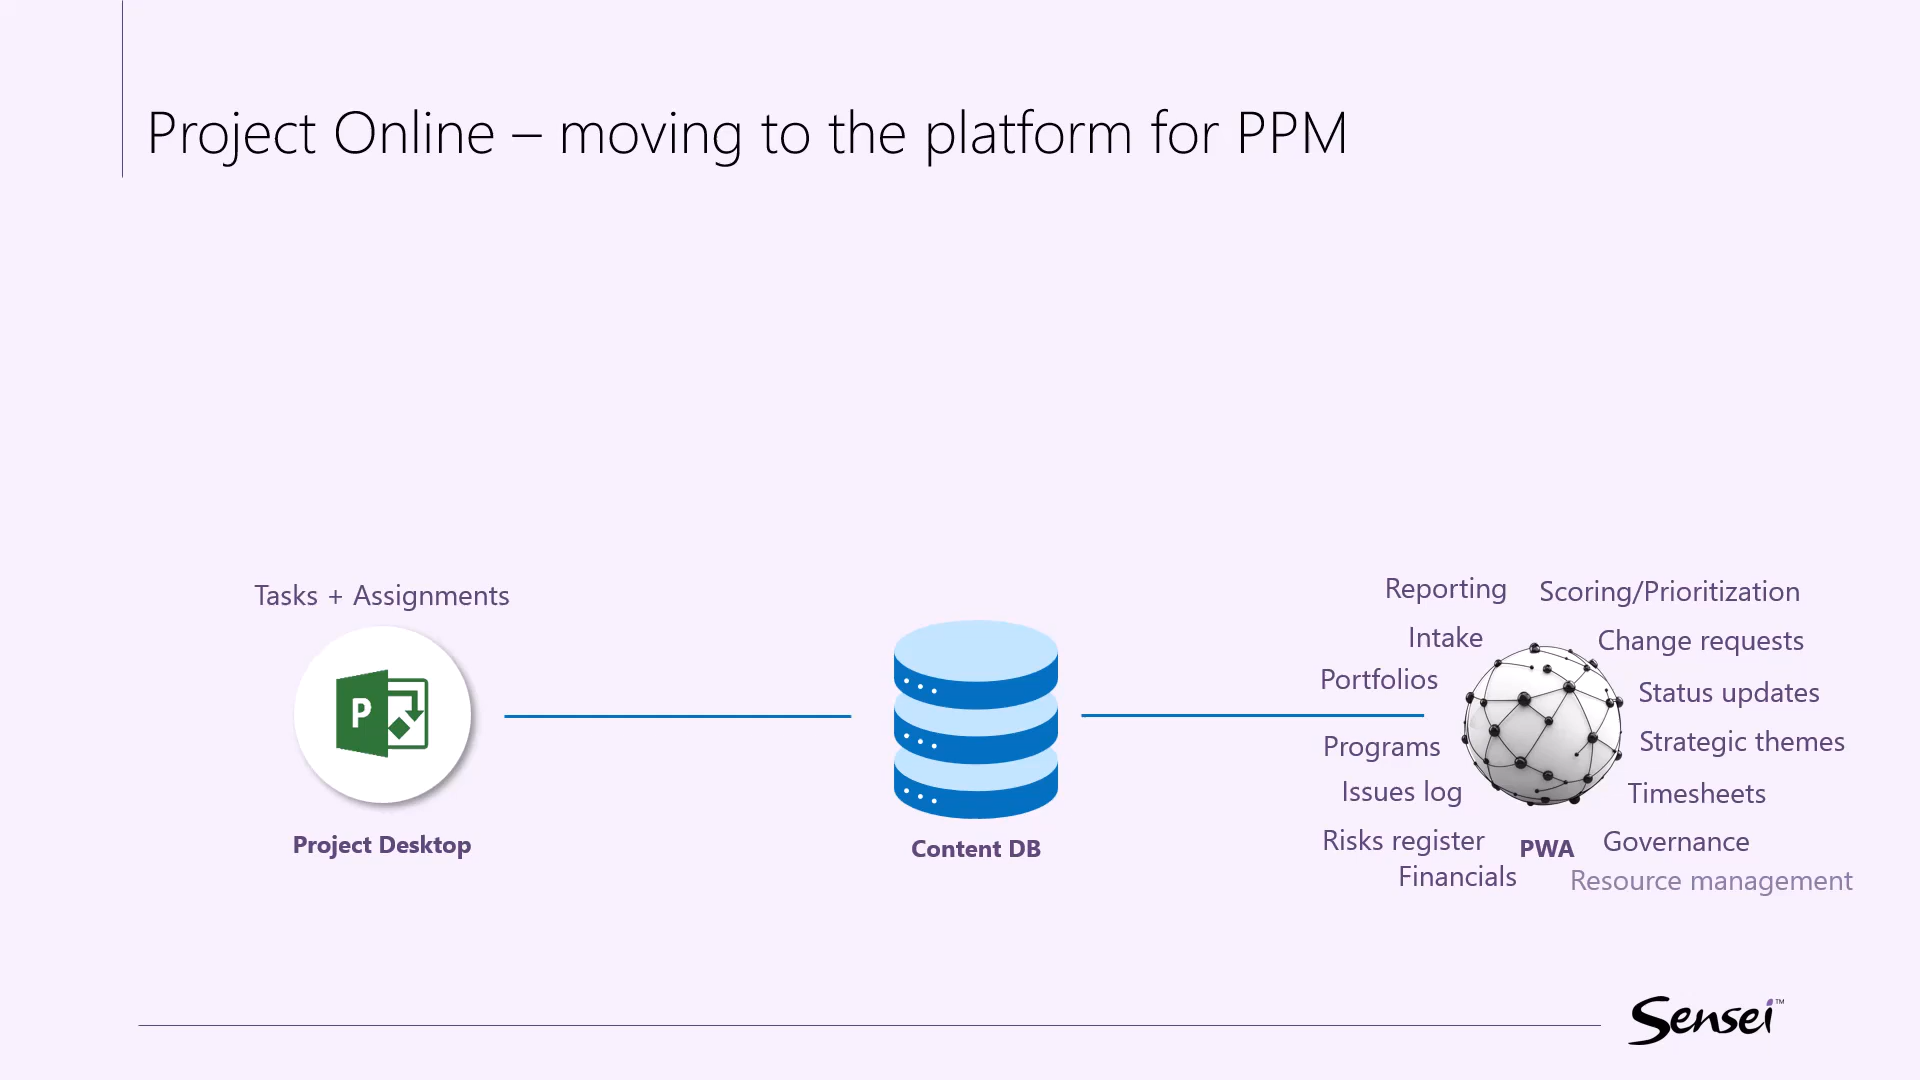 Project Online – moving to the platform for PPM
Tasks + Assignments
P
Project Desktop
Content DB
Reporting
Scoring/Prioritization
Intake
Change requests
Portfolios
Status updates
Programs
Strategic themes
Issues log
Timesheets
Risks register
PWA
Governance
Financials
Resource management
Sensei™